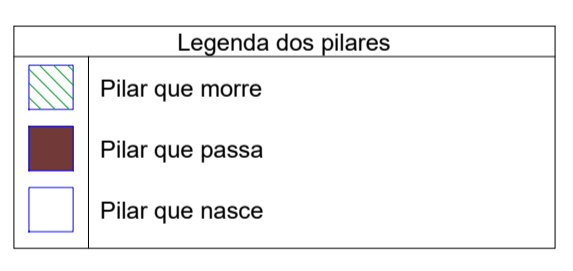 Legenda dos pilares
Pilar que morre
Pilar que passa
Pilar que nasce